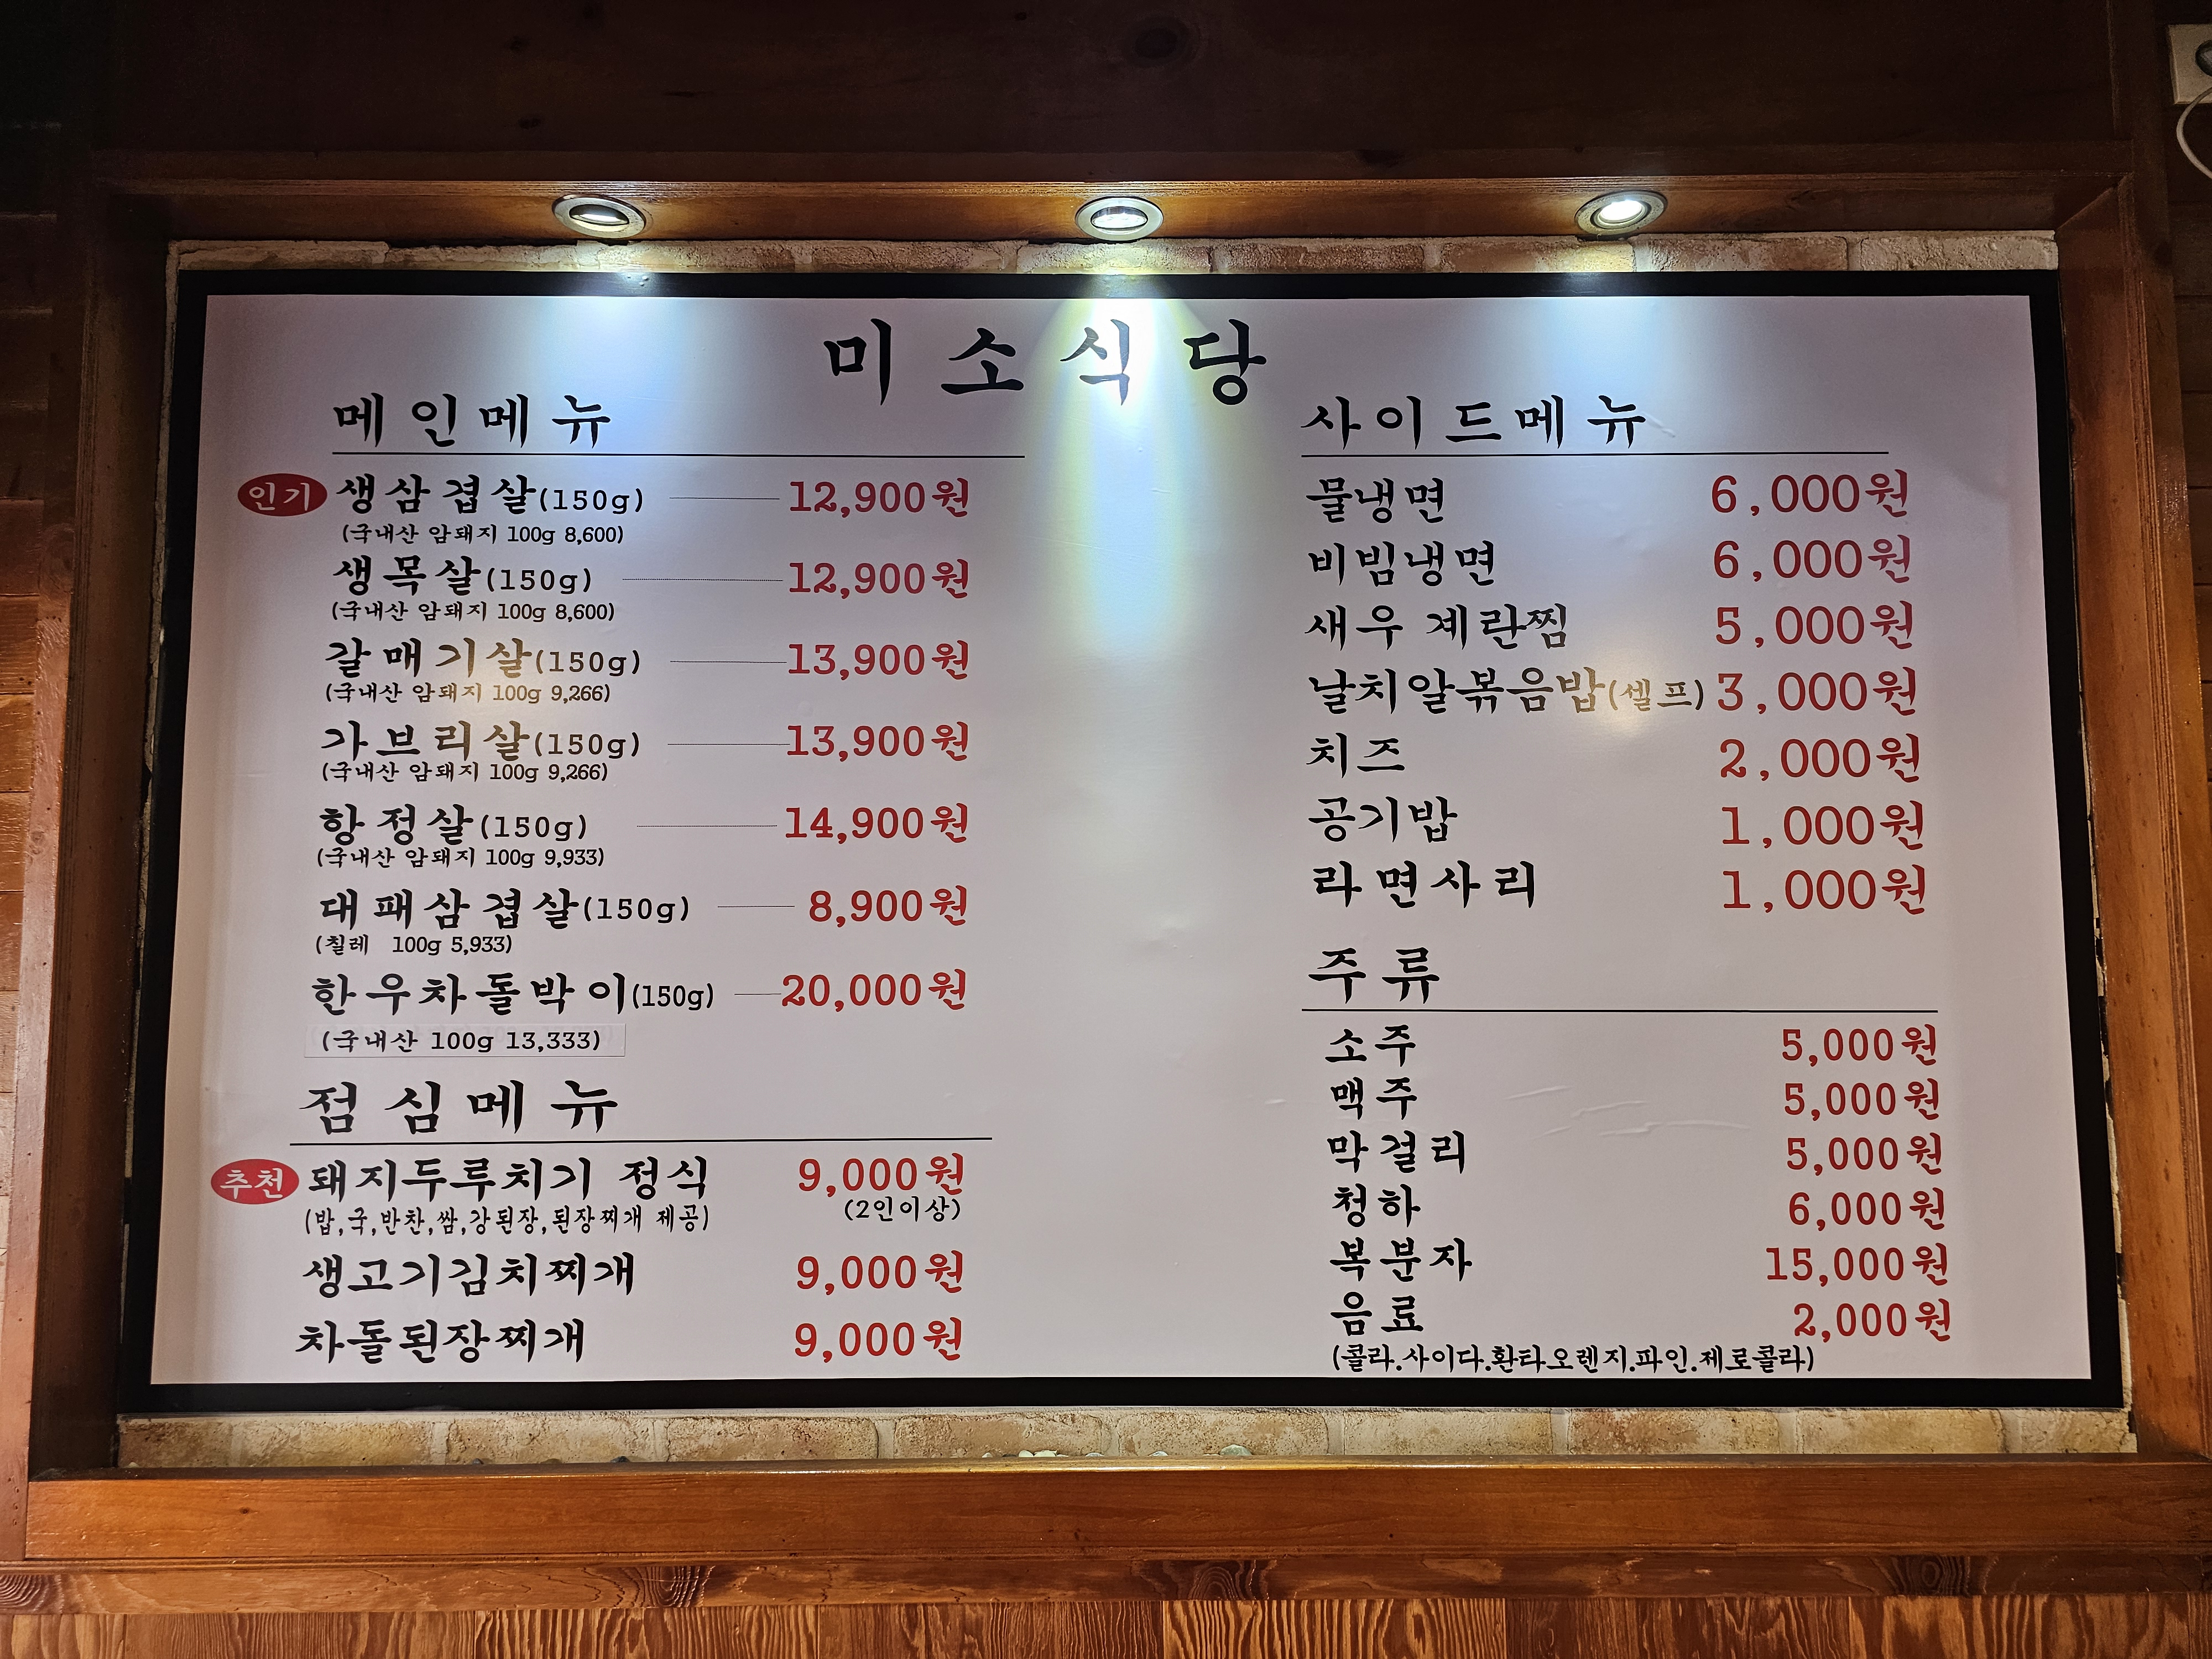 미소식당
메인메뉴
인기 생삼겹살(150g) 12,900원
(국내산 암돼지 100g 8,600)
생목살(150g) 12,900원
(국내산 암돼지 100g 8,600)
갈매기살(150g) 13,900원
(국내산 암돼지 100g 9,266)
가브리살(150g) 13,900원
(국내산 암돼지 100g 9,266)
항정살(150g) 14,900원
(국내산 암돼지 100g 9,933)
대패삼겹살(150g) 8,900원
(칠레 100g 5,933)
한우차돌박이(150g) 20,000원
(국내산 100g 13,333)
점심메뉴
추천 돼지두루치기 정식 9,000원
(밥,국,반찬,쌈,강된장,된장찌개 제공) (2인이상)
생고기김치찌개 9,000원
차돌된장찌개 9,000원
사이드메뉴
물냉면 6,000원
비빔냉면 6,000원
새우 계란찜 5,000원
날치알볶음밥(셀프) 3,000원
치즈 2,000원
공기밥 1,000원
라면사리 1,000원
주류
소주 5,000원
맥주 5,000원
막걸리 5,000원
청하 6,000원
복분자 15,000원
음료 2,000원
(콜라.사이다.환타오렌지.파인.제로콜라)